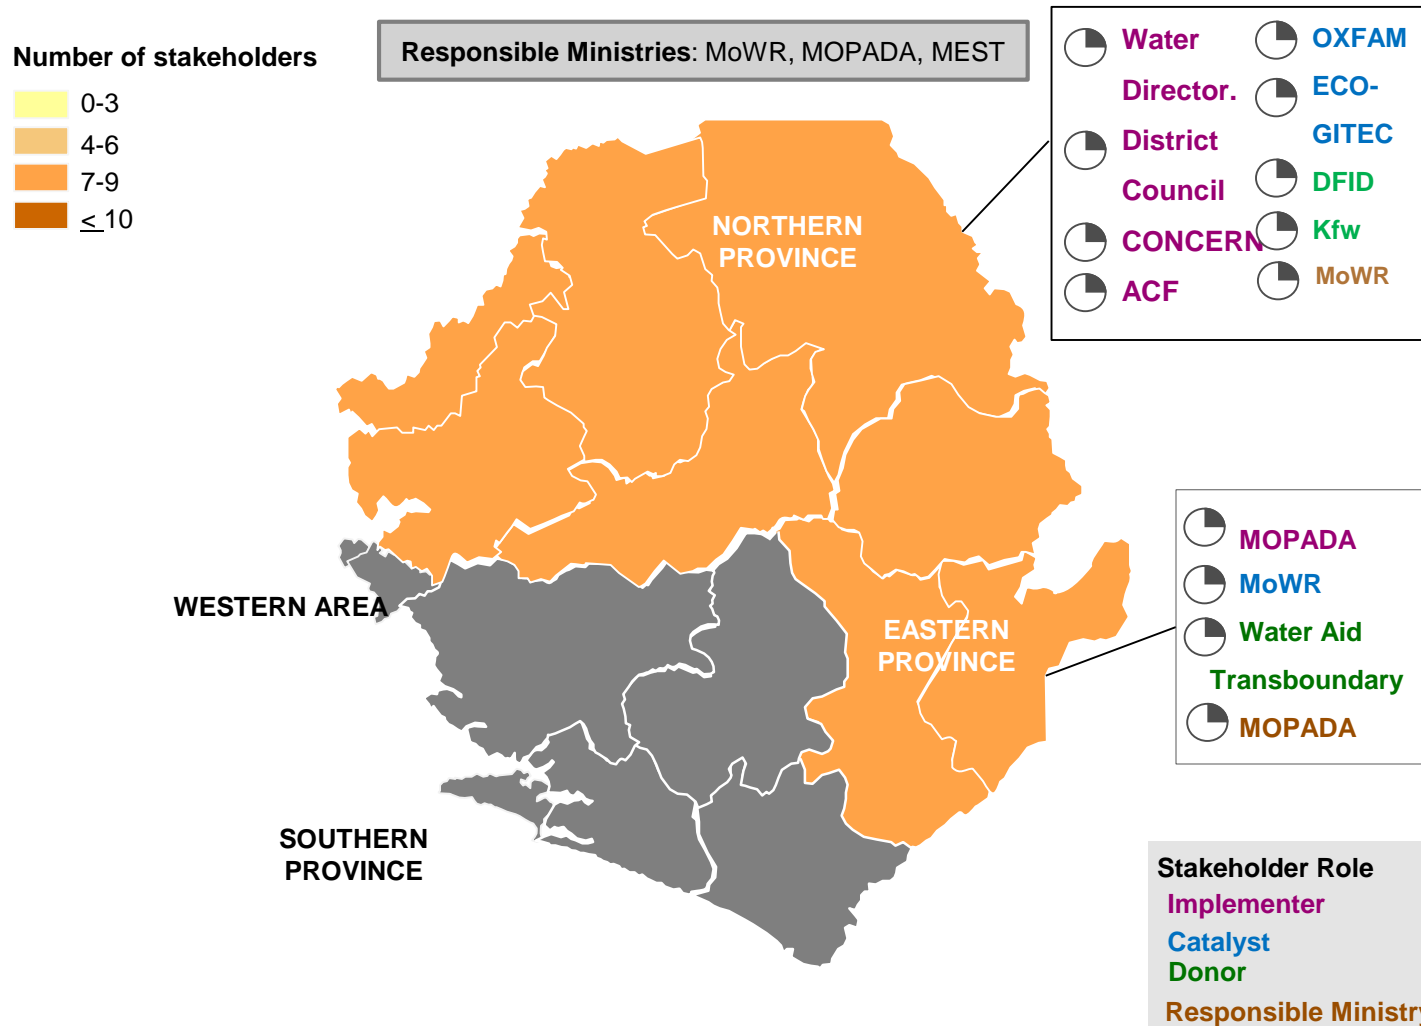 Number of stakeholders
0-3
4-6
7-9
< 10
Responsible Ministries: MoWR, MOPADA, MEST
Water
Director.
District
Council
CONCERN
ACF
OXFAM
ECO-
GITEC
DFID
Kfw
MoWR
NORTHERN
PROVINCE
WESTERN AREA
EASTERN
PROVINCE
SOUTHERN
PROVINCE
MOPADA
MoWR
Water Aid
Transboundary
MOPADA
Stakeholder Role
Implementer
Catalyst
Donor
Responsible Ministry